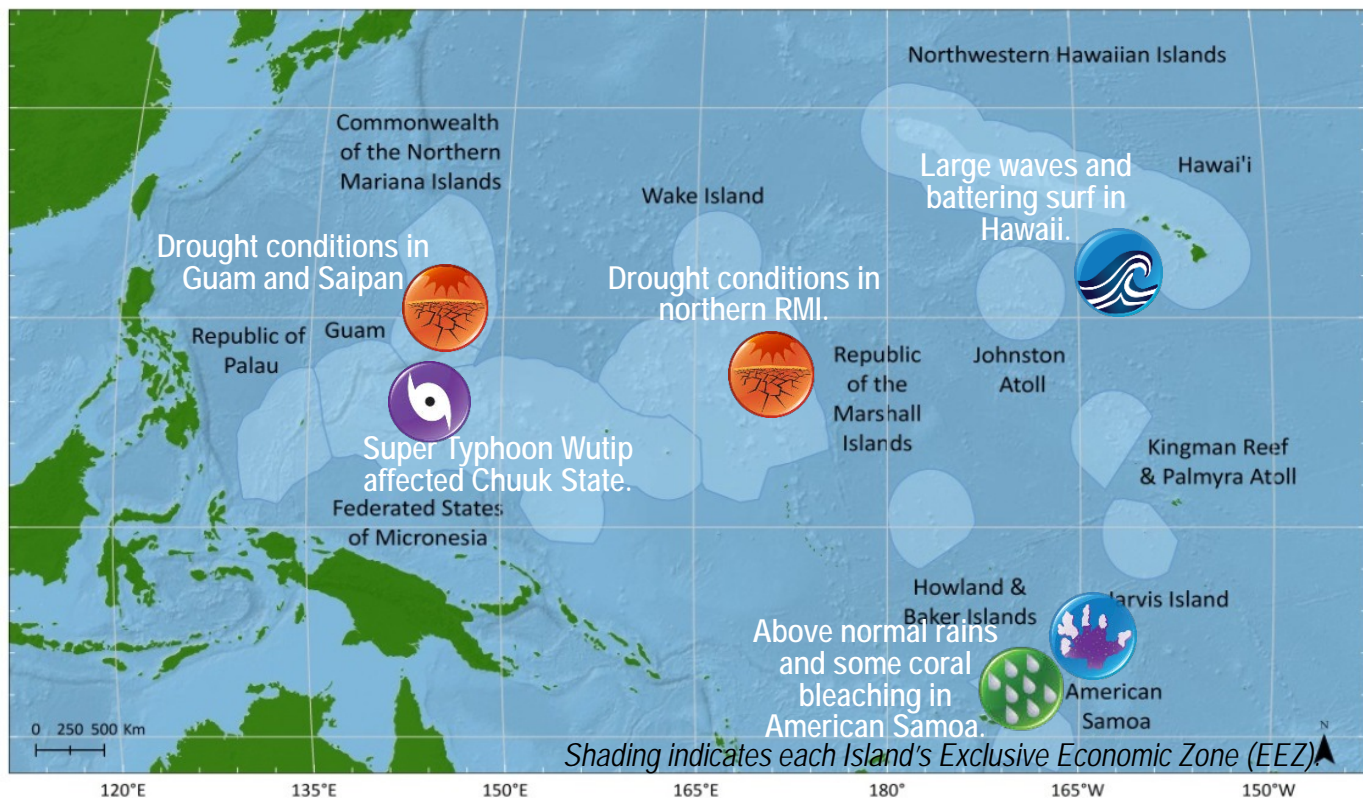 Northwestern Hawaiian Islands
Commonwealth
of the Northern
Mariana Islands
Large waves and
battering surf in
Hawaii.
Hawai'i
Wake Island
Drought conditions in
Guam and Saipan
Drought conditions in
northern RMI.
Republic of
Palau
Guam
Republic
of the
Marshall
Islands
Johnston
Atoll
Super Typhoon Wutip
affected Chuuk State.
Kingman Reef
& Palmyra Atoll
Federated States
of Micronesia
Howland &
Baker Islands
Jarvis Island
Above normal rains
and some coral
bleaching in
American Samoa.
American
Samoa
0 250 500 Km
N
Shading indicates each Island's Exclusive Economic Zone (EEZ).
120°E 135°E 150°E 165°E 180° 165°W 150°W